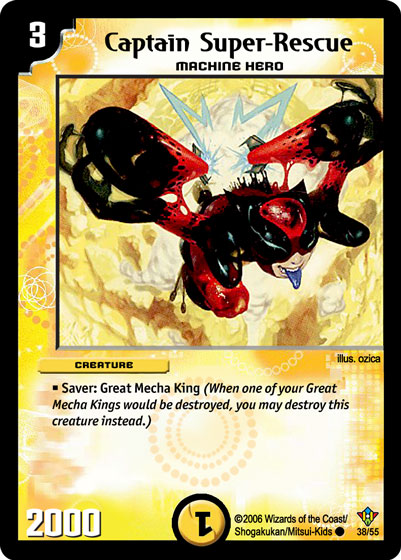 3
Captain Super-Rescue
MACHINE HERO
illus. ozica
CREATURE
▪ Saver: Great Mecha King (When one of your Great
Mecha Kings would be destroyed, you may destroy this
creature instead.)
2000
©2006 Wizards of the Coast/
Shogakukan/Mitsui-Kids ● 38/55